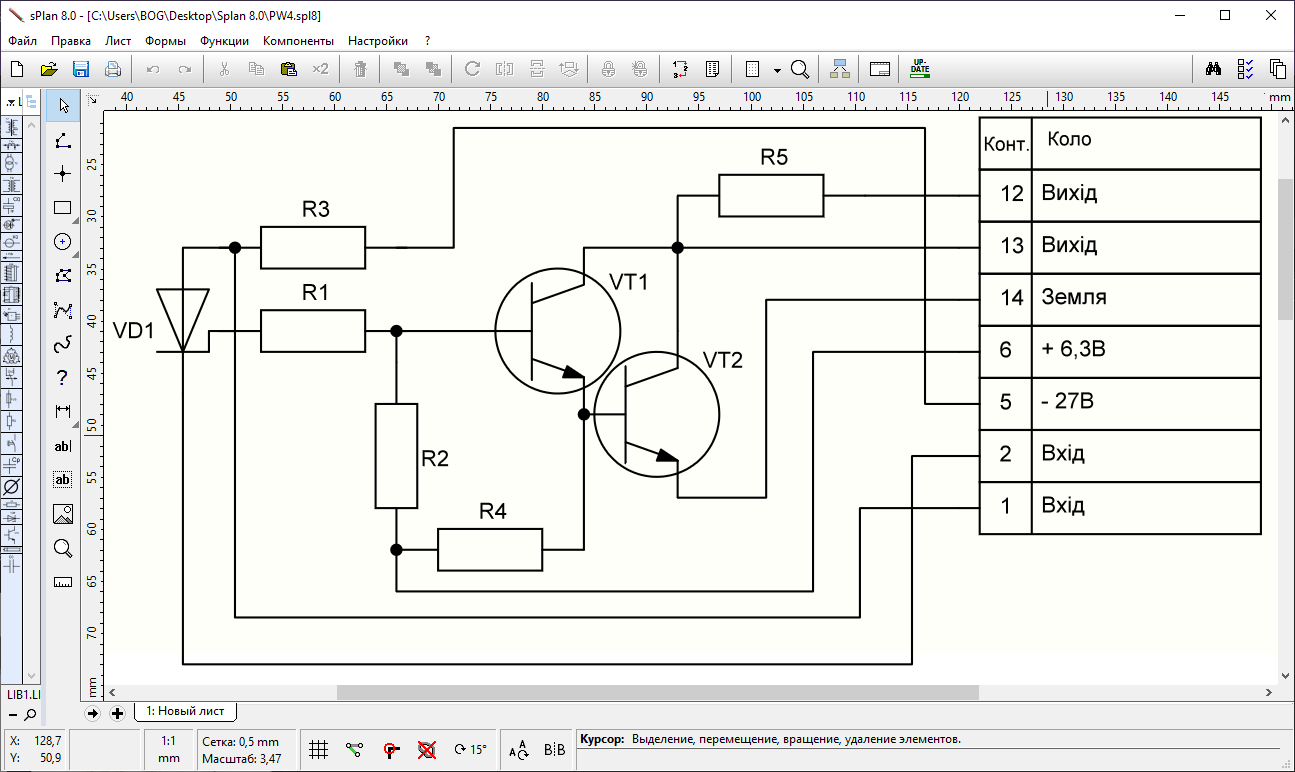 sPlan 8.0 - [C:\Users\BOG\Desktop\Splan 8.0\PW4.spl8]
Файл Правка Лист Формы Функции Компоненты Настройки ?
×2 UP-DATE
L 40 45 50 55 60 65 70 75 80 85 90 95 100 105 110 115 120 125 130 135 140 145 mm
25
30
35
40
45
50
55
60
65
70
mm
ab|
ab
R3
R1
VD1
R2
R4
VT1
VT2
R5
Конт. Коло
12 Вихід
13 Вихід
14 Земля
6 + 6,3В
5 - 27В
2 Вхід
1 Вхід
LIB1.LI
1: Новый лист
X: 128,7
Y: 50,9
1:1
mm
Сетка: 0,5 mm
Масштаб: 3,47
15°
Курсор: Выделение, перемещение, вращение, удаление элементов.